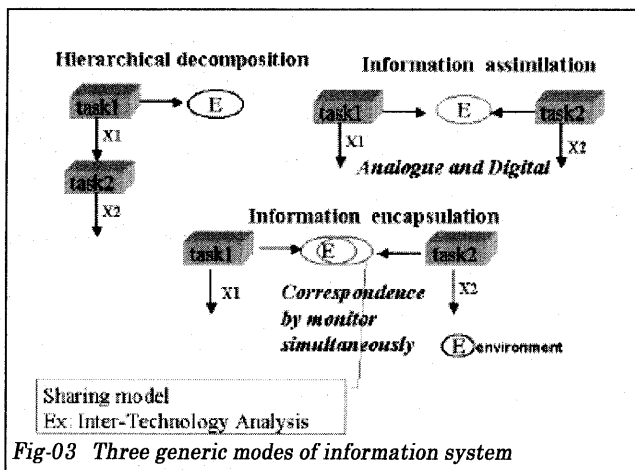 Hierarchical decomposition
task1
E
X1
task2
X2
Information assimilation
task1
E
task2
X1
X2
Analogue and Digital
Information encapsulation
task1
E
task2
X1
X2
Correspondence
by monitor
simultaneously
E environment
Sharing model
Ex: Inter-Technology Analysis
Fig-03 Three generic modes of information system